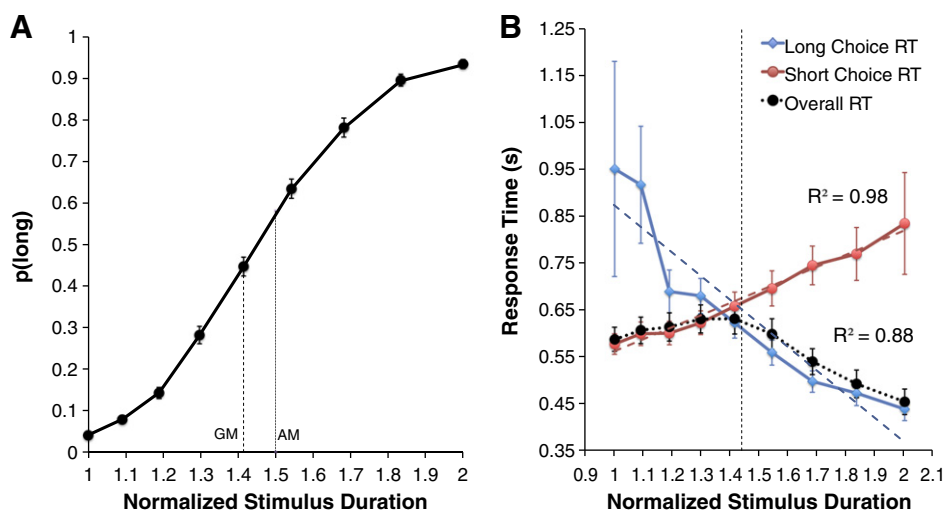 A
1
0.9
0.8
0.7
0.6
0.5
0.4
0.3
0.2
0.1
0
p(long)
GM
AM
1 1.1 1.2 1.3 1.4 1.5 1.6 1.7 1.8 1.9 2
Normalized Stimulus Duration
B
1.25
1.15
1.05
0.95
0.85
0.75
0.65
0.55
0.45
0.35
Response Time (s)
Long Choice RT
Short Choice RT
Overall RT
R² = 0.98
R² = 0.88
0.9 1 1.1 1.2 1.3 1.4 1.5 1.6 1.7 1.8 1.9 2 2.1
Normalized Stimulus Duration